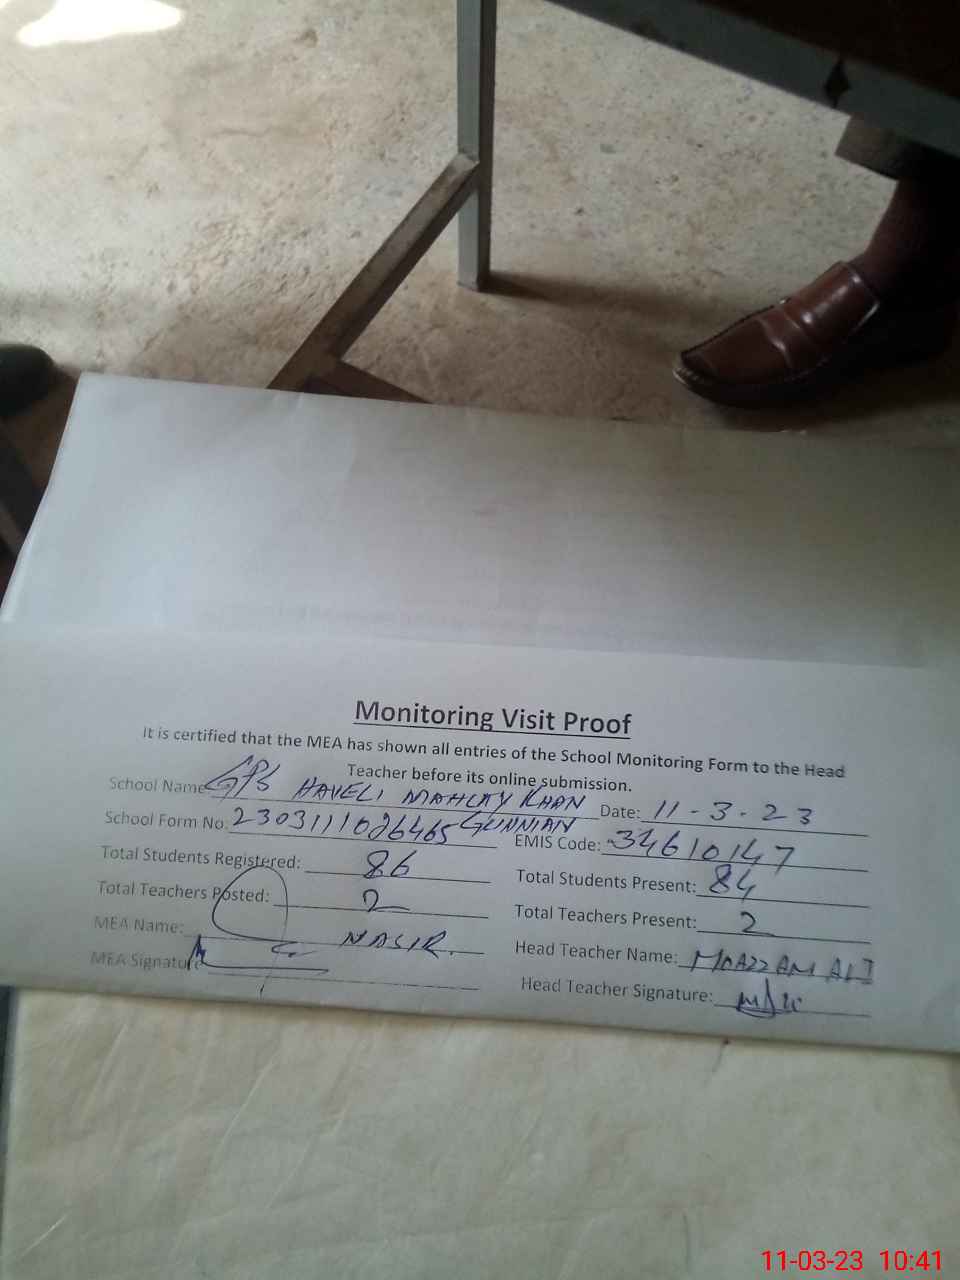 Monitoring Visit Proof
It is certified that the MEA has shown all entries of the School Monitoring Form to the Head
Teacher before its online submission.
School Name: GPS HAVELI MAHLAY KHAN Date: 11-3-23
GUNNIAN
School Form No: 2303111026465 EMIS Code: 34610147
Total Students Registered: 86 Total Students Present: 84
Total Teachers Posted: 2 Total Teachers Present: 2
MEA Name: NASIR. Head Teacher Name: MOAZZAM ALI
MEA Signature Head Teacher Signature:
11-03-23 10:41